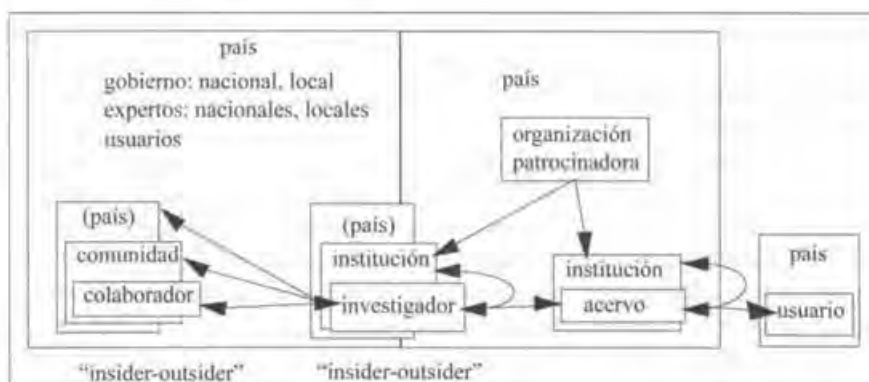 país
gobierno: nacional, local
expertos: nacionales, locales
usuarios
país
organización
patrocinadora
(país)
comunidad
colaborador
(país)
institución
investigador
institución
acervo
país
usuario
“insider-outsider”
“insider-outsider”